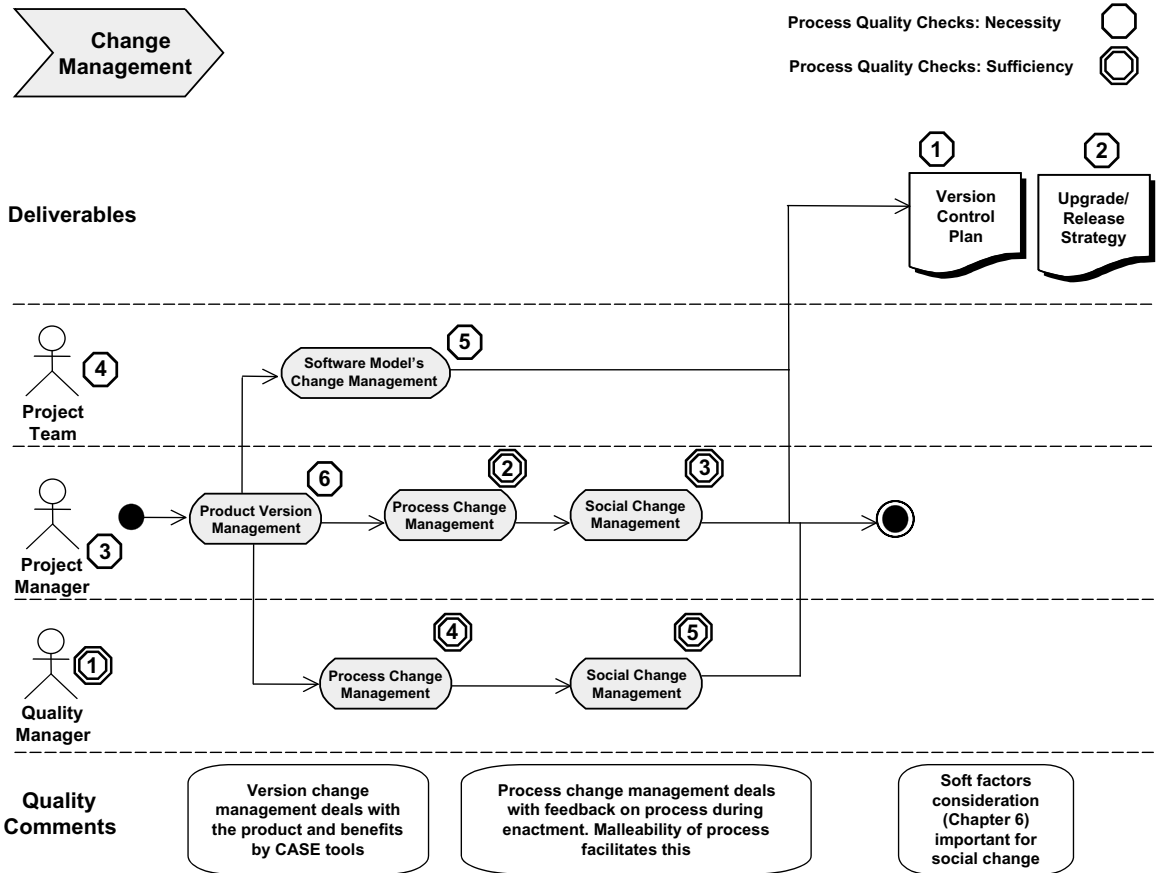 Change
Management
Process Quality Checks: Necessity
Process Quality Checks: Sufficiency
1
2
Deliverables
Version
Control
Plan
Upgrade/
Release
Strategy
4
Project
Team
5
Software Model's
Change Management
3
Project
Manager
6
Product Version
Management
2
Process Change
Management
3
Social Change
Management
1
Quality
Manager
4
Process Change
Management
5
Social Change
Management
Quality
Comments
Version change
management deals with
the product and benefits
by CASE tools
Process change management deals
with feedback on process during
enactment. Malleability of process
facilitates this
Soft factors
consideration
(Chapter 6)
important for
social change